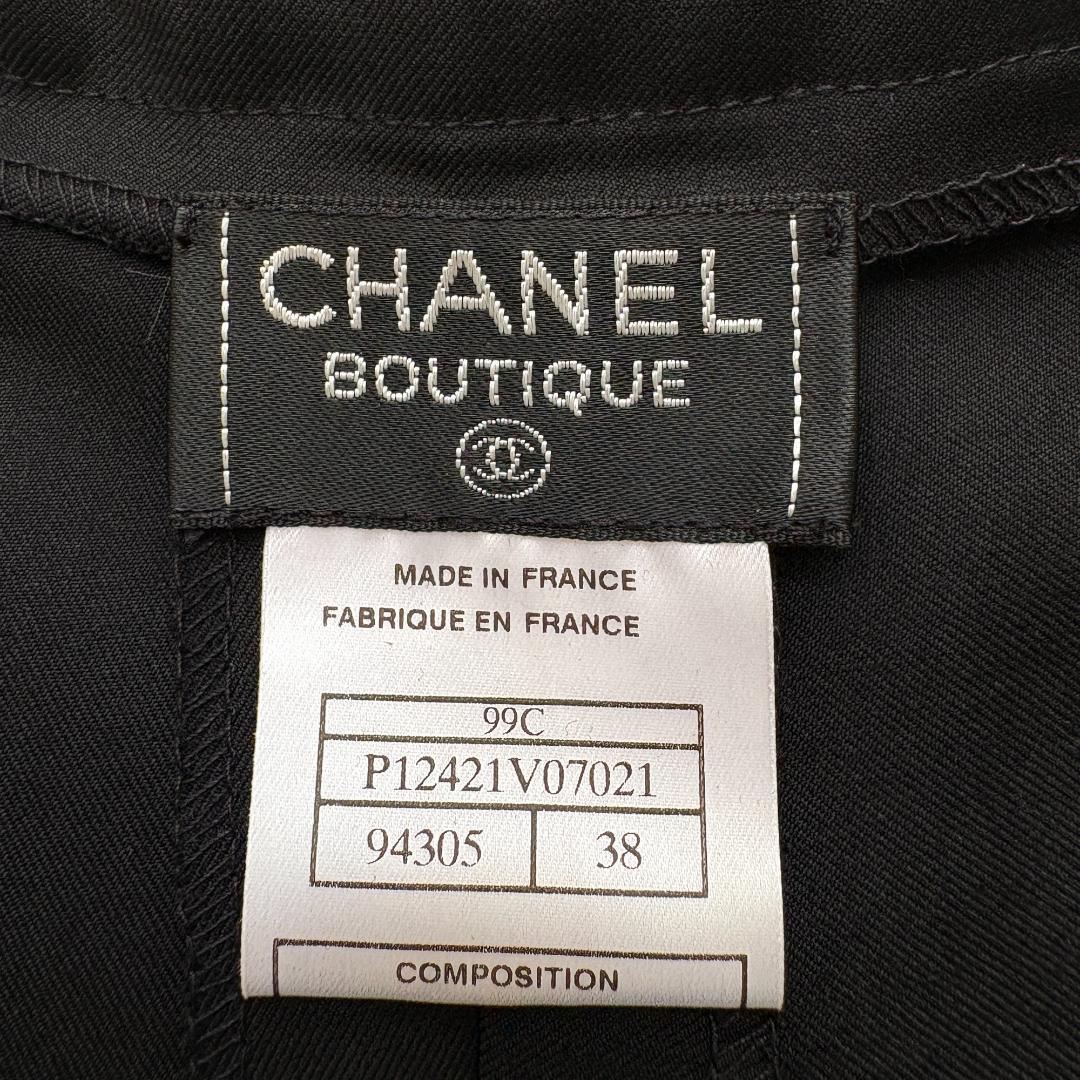 CHANEL
BOUTIQUE
MADE IN FRANCE
FABRIQUE EN FRANCE
99C
P12421V07021
94305 38
COMPOSITION